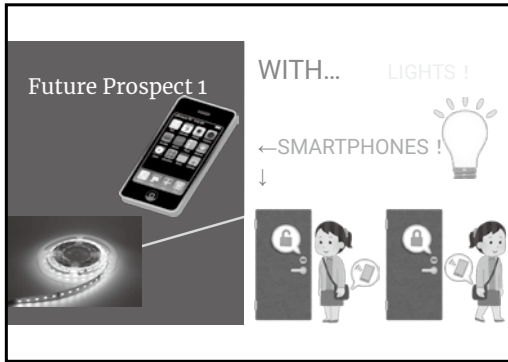 Future Prospect 1
WITH...
LIGHTS !
←SMARTPHONES !
↓